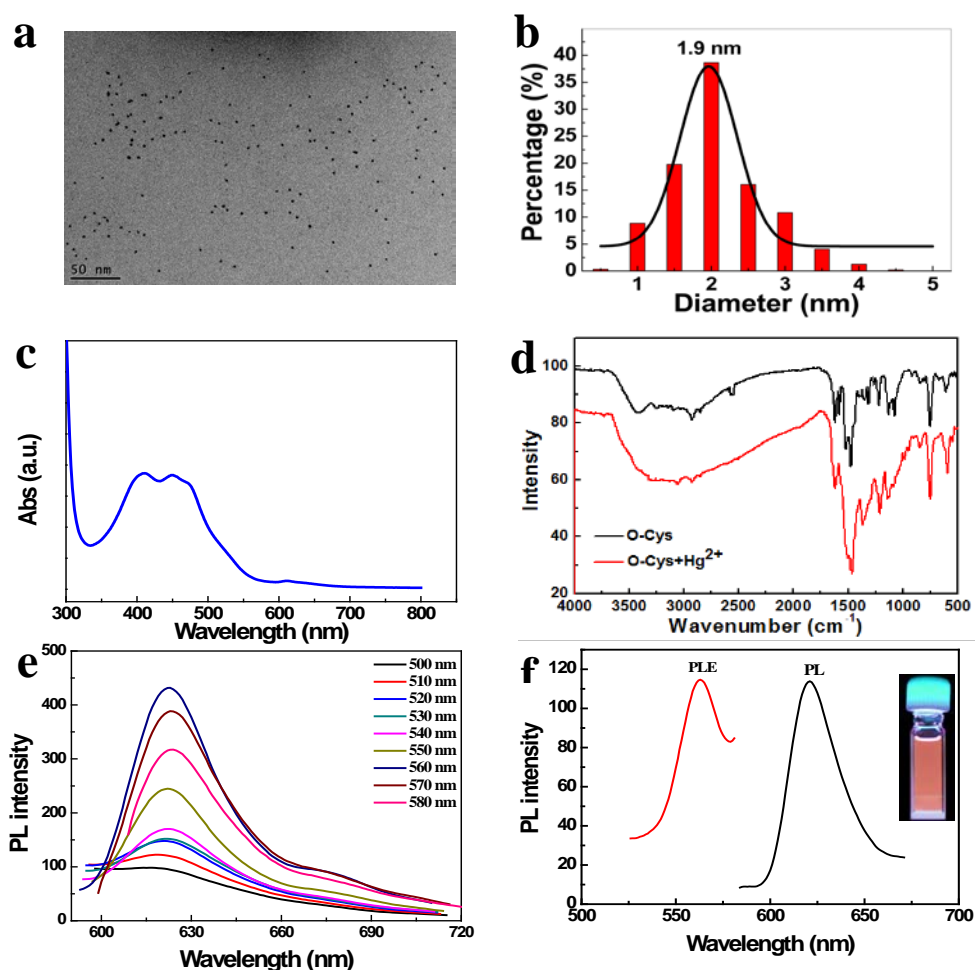 a
50 nm
b
1.9 nm
Percentage (%)
40
35
30
25
20
15
10
5
0
1 2 3 4 5
Diameter (nm)
c
Abs (a.u.)
300 400 500 600 700 800
Wavelength (nm)
d
Intensity
100
80
60
40
20
O-Cys
O-Cys+Hg²⁺
4000 3500 3000 2500 2000 1500 1000 500
Wavenumber (cm⁻¹)
e
PL intensity
500
400
300
200
100
0
500 nm
510 nm
520 nm
530 nm
540 nm
550 nm
560 nm
570 nm
580 nm
600 630 660 690 720
Wavelength (nm)
f
PL intensity
120
100
80
60
40
20
0
PLE PL
500 550 600 650 700
Wavelength (nm)